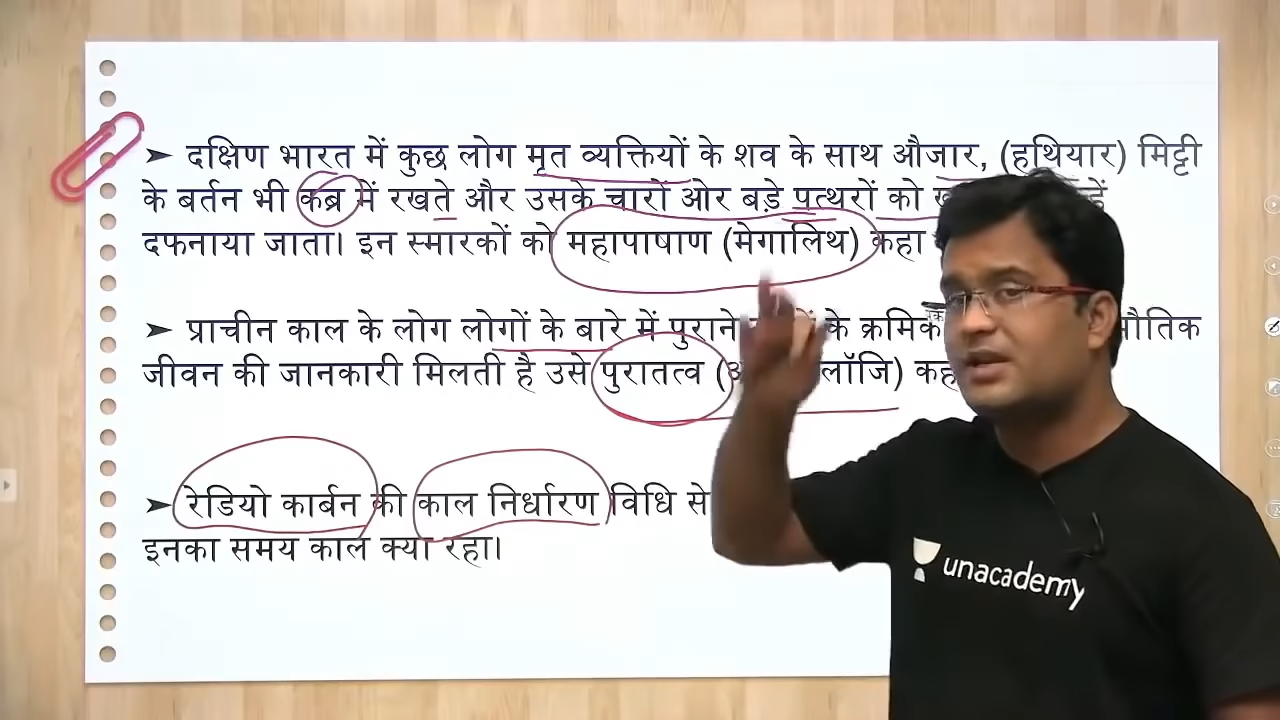 ➤ दक्षिण भारत में कुछ लोग मृत व्यक्तियों के शव के साथ औजार, (हथियार) मिट्टी
के बर्तन भी कब्र में रखते और उसके चारों ओर बड़े पत्थरों को
दफनाया जाता। इन स्मारकों को महापाषाण (मेगालिथ) कहा
➤ प्राचीन काल के लोग लोगों के बारे में पुराने के क्रमिक भौतिक
जीवन की जानकारी मिलती है उसे पुरातत्व
➤ रेडियो कार्बन की काल निर्धारण विधि से
इनका समय काल क्या रहा।
unacademy